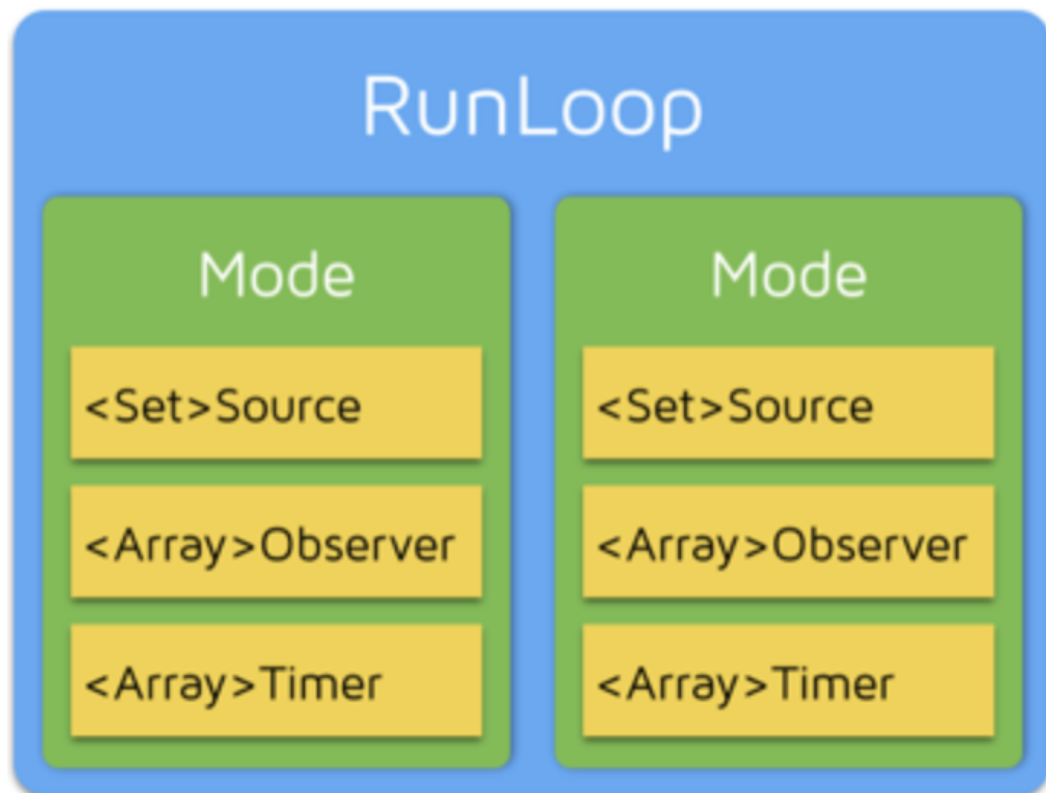 RunLoop
Mode
<Set>Source
<Array>Observer
<Array>Timer
Mode
<Set>Source
<Array>Observer
<Array>Timer